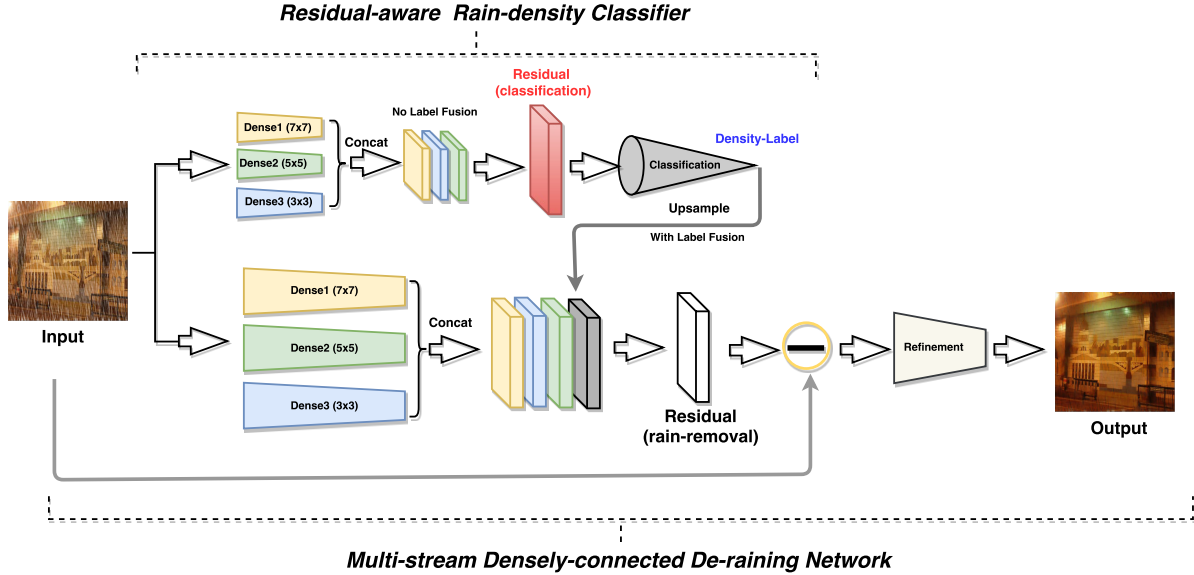 Residual-aware Rain-density Classifier
Residual
(classification)
No Label Fusion
Dense1 (7x7)
Concat
Density-Label
Dense2 (5x5)
Classification
Dense3 (3x3)
Upsample
With Label Fusion
Input
Dense1 (7x7)
Concat
Dense2 (5x5)
Refinement
Dense3 (3x3)
Residual
(rain-removal)
Output
Multi-stream Densely-connected De-raining Network